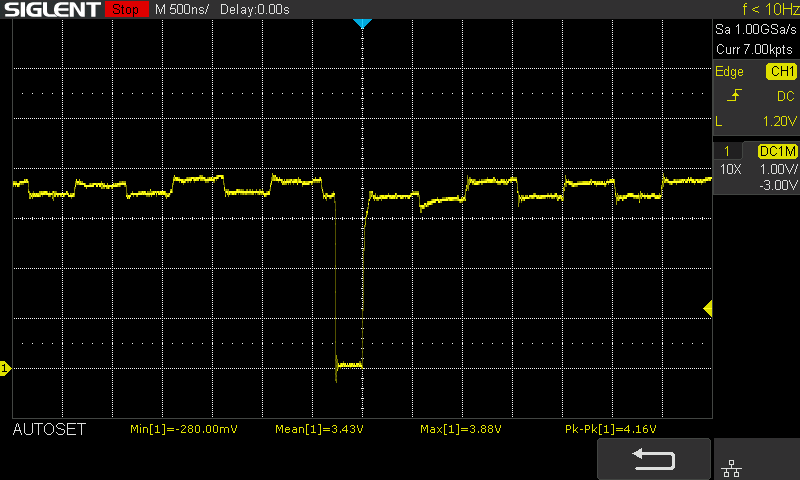 SIGLENT Stop M 500ns/ Delay:0.00s f < 10Hz
Sa 1.00GSa/s
Curr 7.00kpts
Edge CH1
DC
L 1.20V
1 DC1M
10X 1.00V/
-3.00V
1
AUTOSET Min[1]=-280.00mV Mean[1]=3.43V Max[1]=3.88V Pk-Pk[1]=4.16V